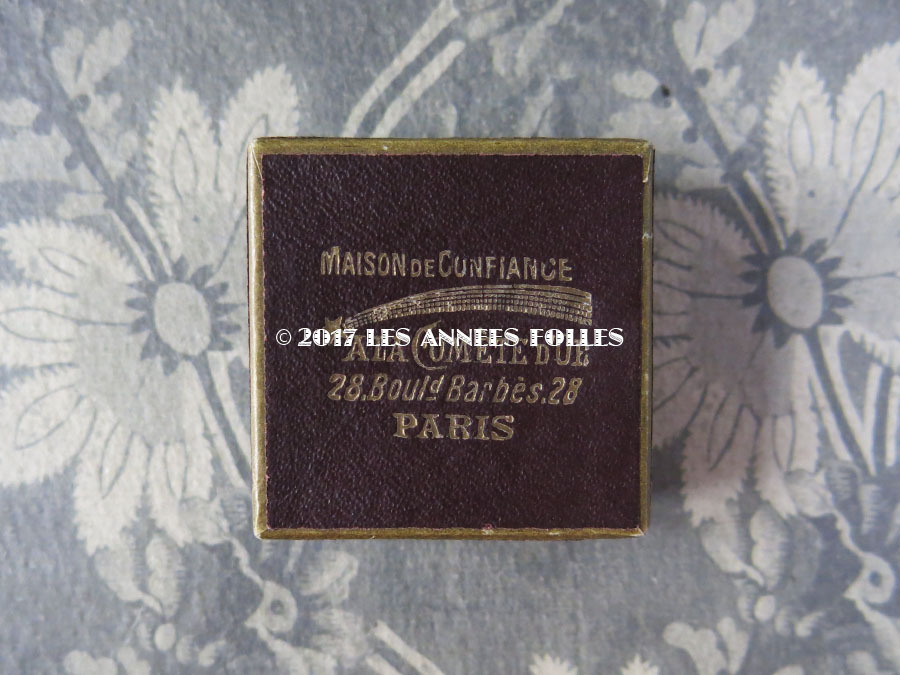 MAISON DE CONFIANCE
© 2017 LES ANNEES FOLLES
A LA COMETE D'OR
28. Bould Barbès. 28
PARIS